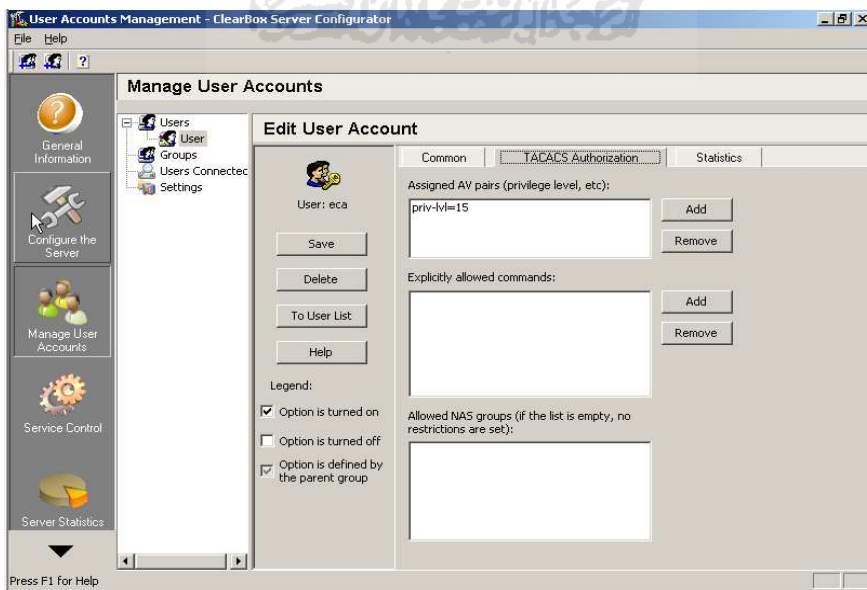 User Accounts Management - ClearBox Server Configurator
File Help
?
Manage User Accounts
General
Information
Configure the
Server
Manage User
Accounts
Service Control
Server Statistics
Users
User
Groups
Users Connectec
Settings
Edit User Account
User: eca
Save
Delete
To User List
Help
Legend:
Option is turned on
Option is turned off
Option is defined by
the parent group
Common
TACACS Authorization
Statistics
Assigned AV pairs (privilege level, etc):
priv-lvl=15
Add
Remove
Explicitly allowed commands:
Add
Remove
Allowed NAS groups (if the list is empty, no
restrictions are set):
Press F1 for Help